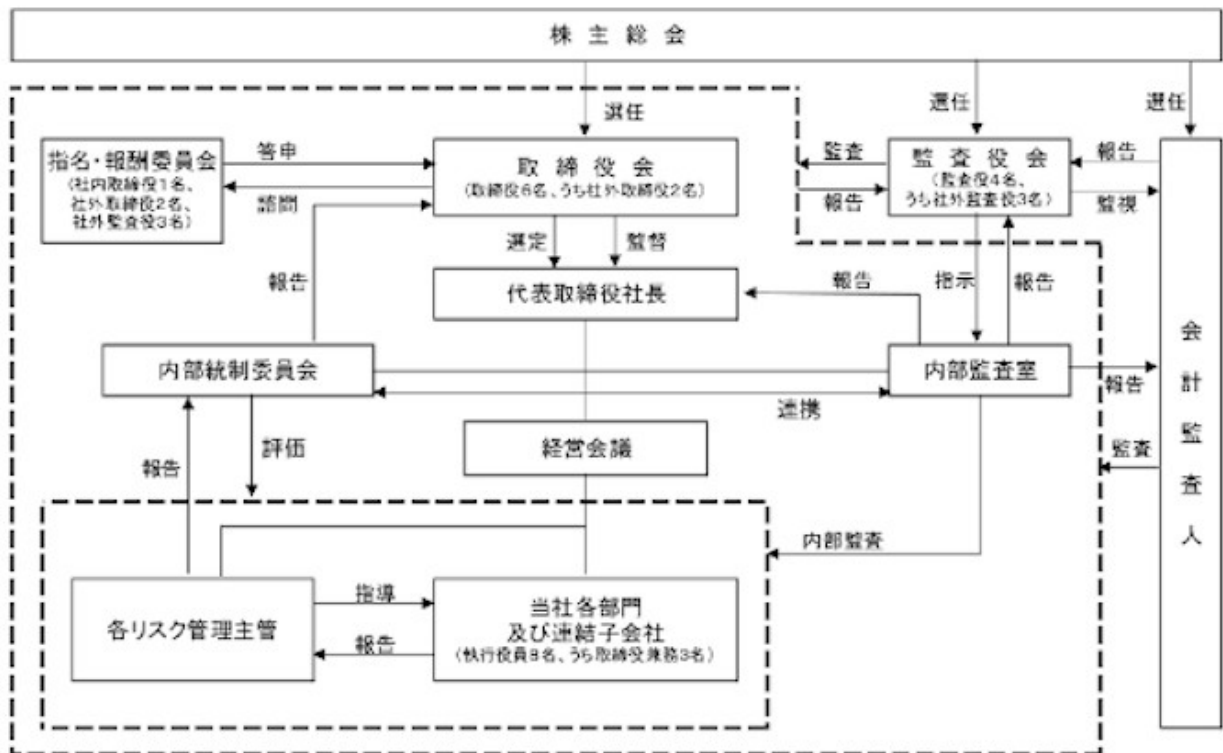 株主総会
選任
選任
選任
指名・報酬委員会
(社内取締役1名、
社外取締役2名、
社外監査役3名)
答申
諮問
取締役会
(取締役6名、うち社外取締役2名)
監査
報告
監査役会
(監査役4名、
うち社外監査役3名)
報告
監視
選定
監督
報告
代表取締役社長
報告
指示
報告
会計監査人
内部統制委員会
内部監査室
報告
連携
報告
評価
経営会議
監査
内部監査
各リスク管理主管
指導
報告
当社各部門
及び連結子会社
(執行役員8名、うち取締役兼務3名)